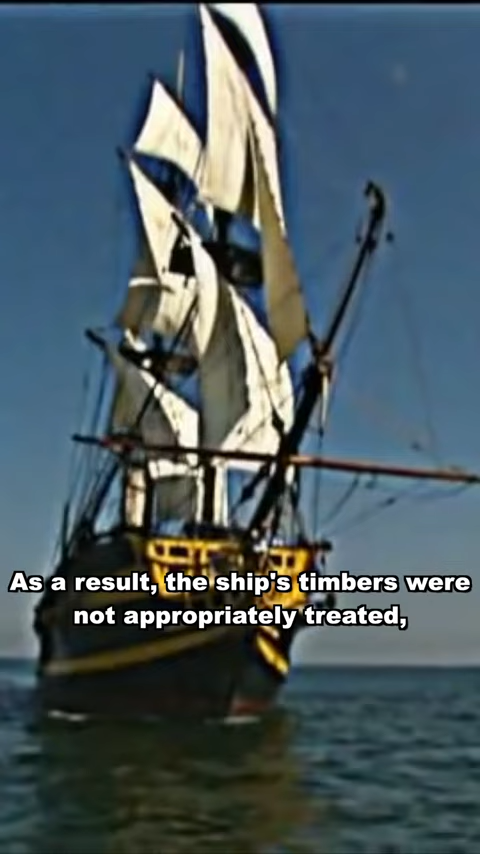 As a result, the ship's timbers were
not appropriately treated,